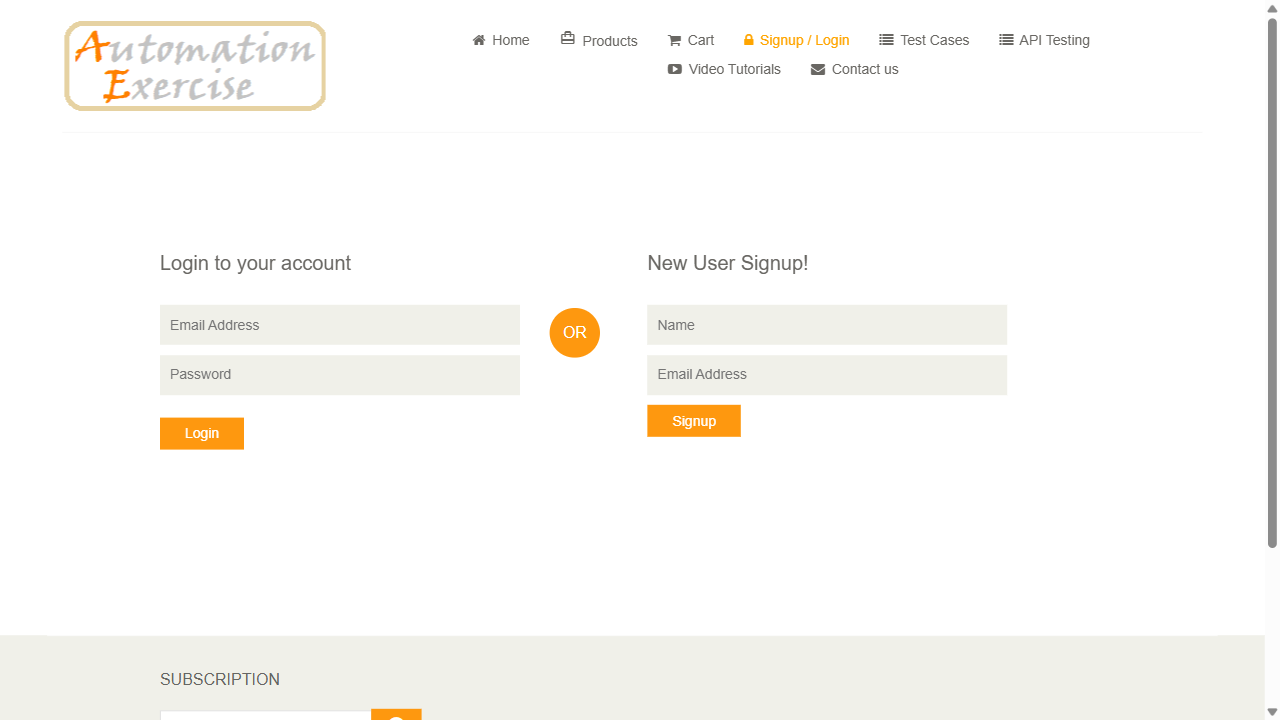 Automation
Exercise
Home
Products
Cart
Signup / Login
Test Cases
API Testing
Video Tutorials
Contact us
Login to your account
Email Address
Password
Login
OR
New User Signup!
Name
Email Address
Signup
SUBSCRIPTION